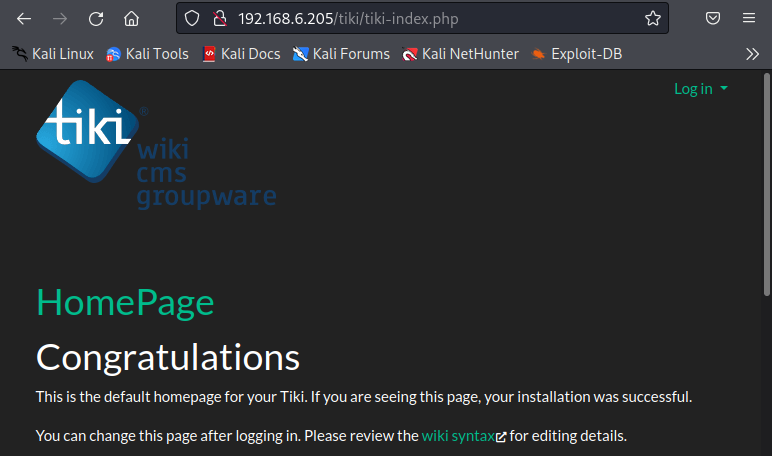 192.168.6.205/tiki/tiki-index.php
Kali Linux Kali Tools Kali Docs Kali Forums Kali NetHunter Exploit-DB
Log in
tiki
wiki
cms
groupware
HomePage
Congratulations
This is the default homepage for your Tiki. If you are seeing this page, your installation was successful.
You can change this page after logging in. Please review the wiki syntax for editing details.